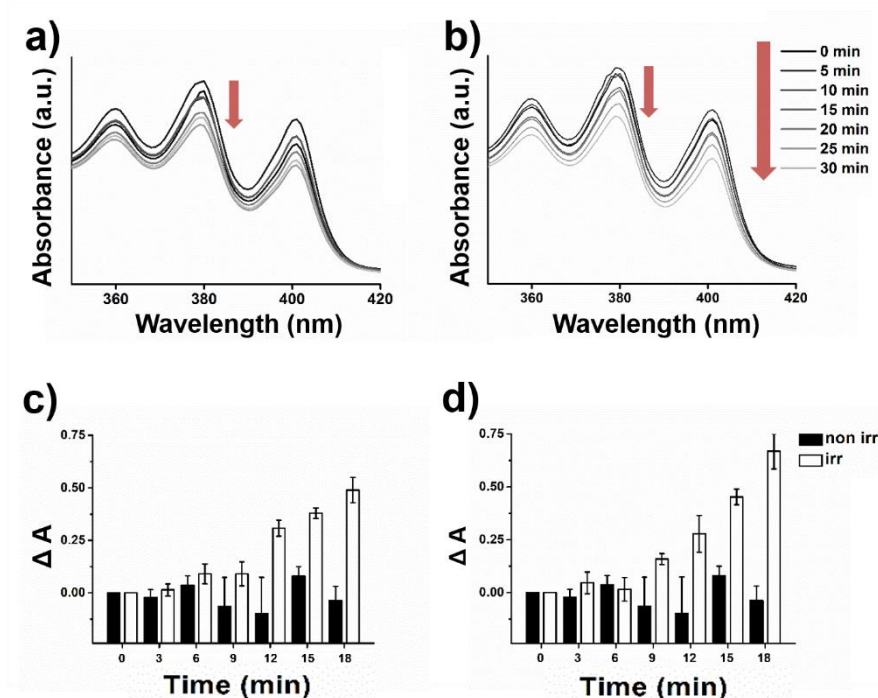 a)
Absorbance (a.u.)
360 380 400 420
Wavelength (nm)
b)
Absorbance (a.u.)
360 380 400 420
Wavelength (nm)
0 min
5 min
10 min
15 min
20 min
25 min
30 min
c)
0.75
0.50
0.25
0.00
Δ A
0 3 6 9 12 15 18
Time (min)
d)
0.75
0.50
0.25
0.00
Δ A
0 3 6 9 12 15 18
Time (min)
non irr
irr